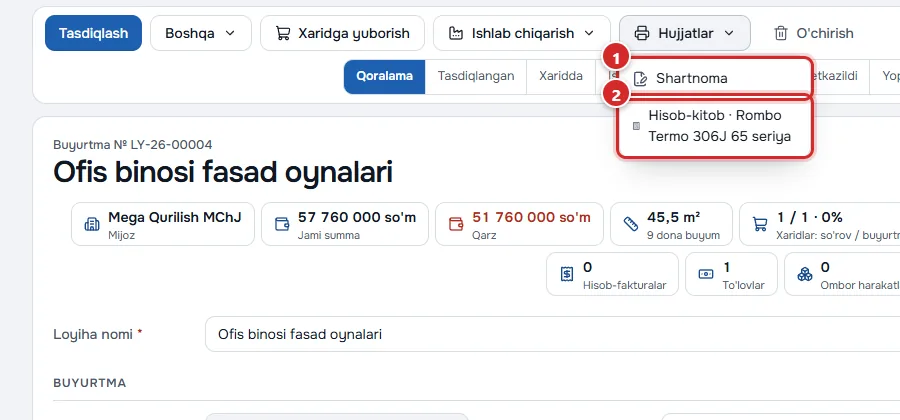 Tasdiqlash
Boshqa
Xaridga yuborish
Ishlab chiqarish
Hujjatlar
O'chirish
1
Shartnoma
2
Hisob-kitob · Rombo
Termo 306J 65 seriya
Qoralama
Tasdiqlangan
Xaridda
Buyurtma № LY-26-00004
Ofis binosi fasad oynalari
Mega Qurilish MChJ
Mijoz
57 760 000 so'm
Jami summa
51 760 000 so'm
Qarz
45,5 m²
9 dona buyum
1 / 1 · 0%
Xaridlar: so'rov / buyurtm
0
Hisob-fakturalar
1
To'lovlar
0
Ombor harakatl
Loyiha nomi *
Ofis binosi fasad oynalari
BUYURTMA